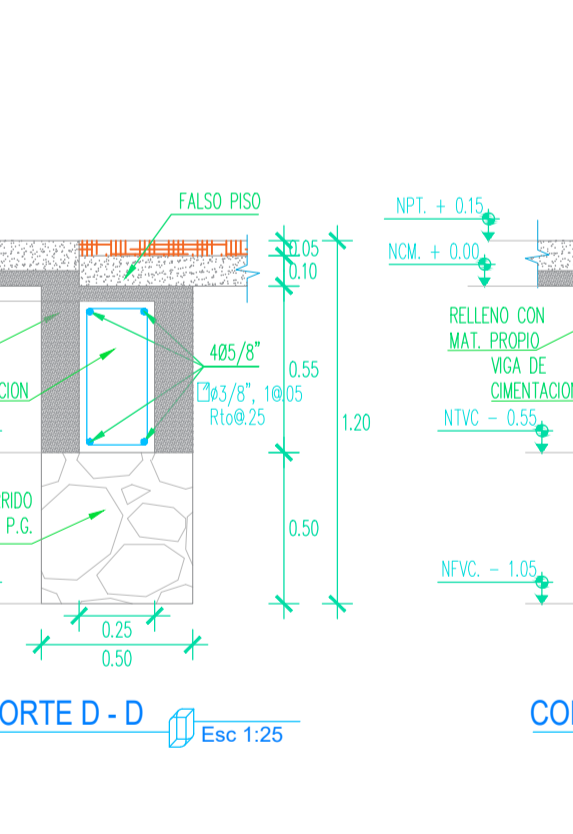 FALSO PISO
NPT. + 0.15
0.05
NCM. + 0.00
0.10
RELLENO CON
MAT. PROPIO
4Ø5/8"
VIGA DE
0.55
CION
CIMENTACION
Ø3/8", 1@.05
Rto@.25
1.20
NTVC - 0.55
RIDO
P.G.
0.50
NFVC. - 1.05
0.25
0.50
ORTE D - D
Esc 1:25
CO